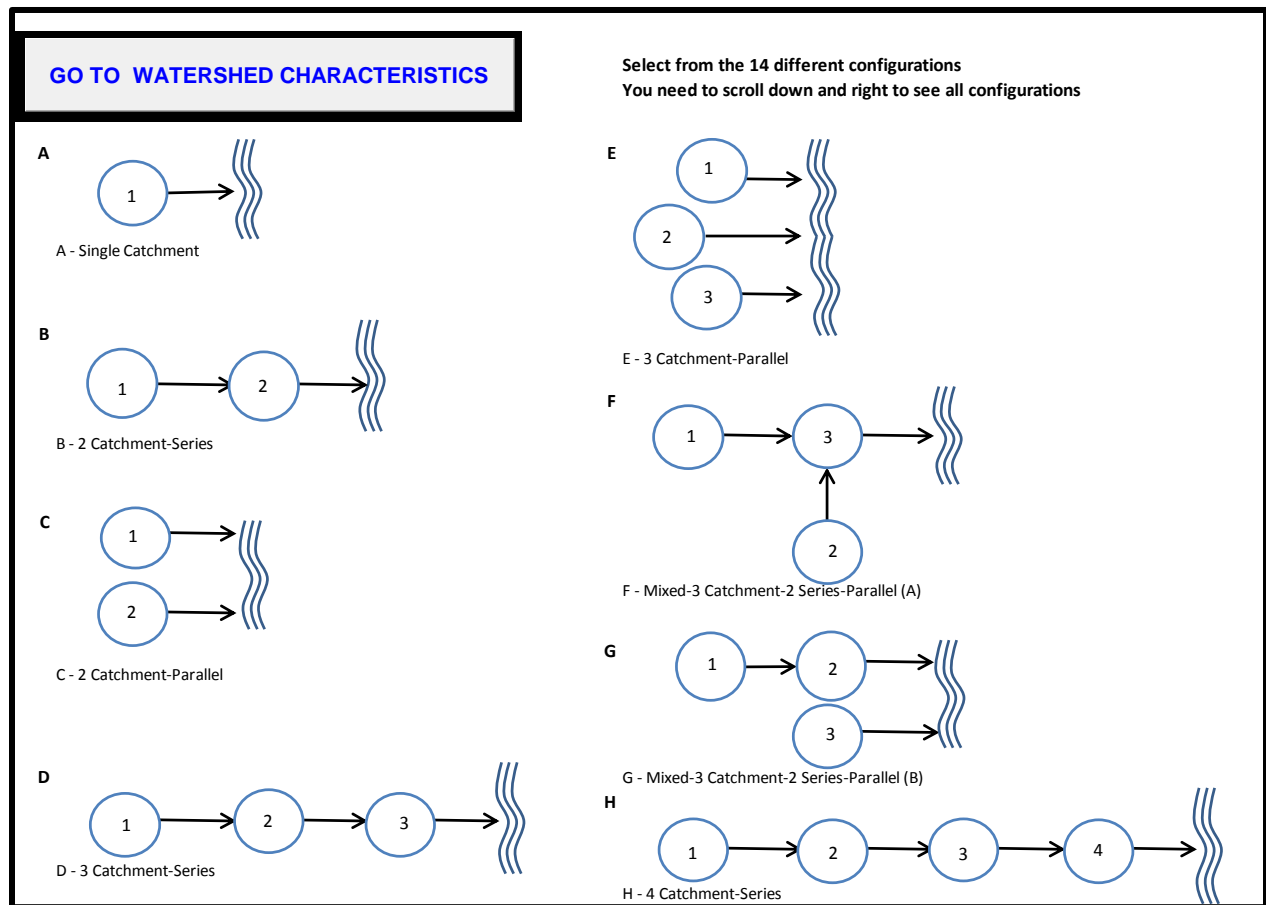 GO TO WATERSHED CHARACTERISTICS
Select from the 14 different configurations
You need to scroll down and right to see all configurations
A
1
A - Single Catchment
B
1
2
B - 2 Catchment-Series
C
1
2
C - 2 Catchment-Parallel
D
1
2
3
D - 3 Catchment-Series
E
1
2
3
E - 3 Catchment-Parallel
F
1
3
2
F - Mixed-3 Catchment-2 Series-Parallel (A)
G
1
2
3
G - Mixed-3 Catchment-2 Series-Parallel (B)
H
1
2
3
4
H - 4 Catchment-Series